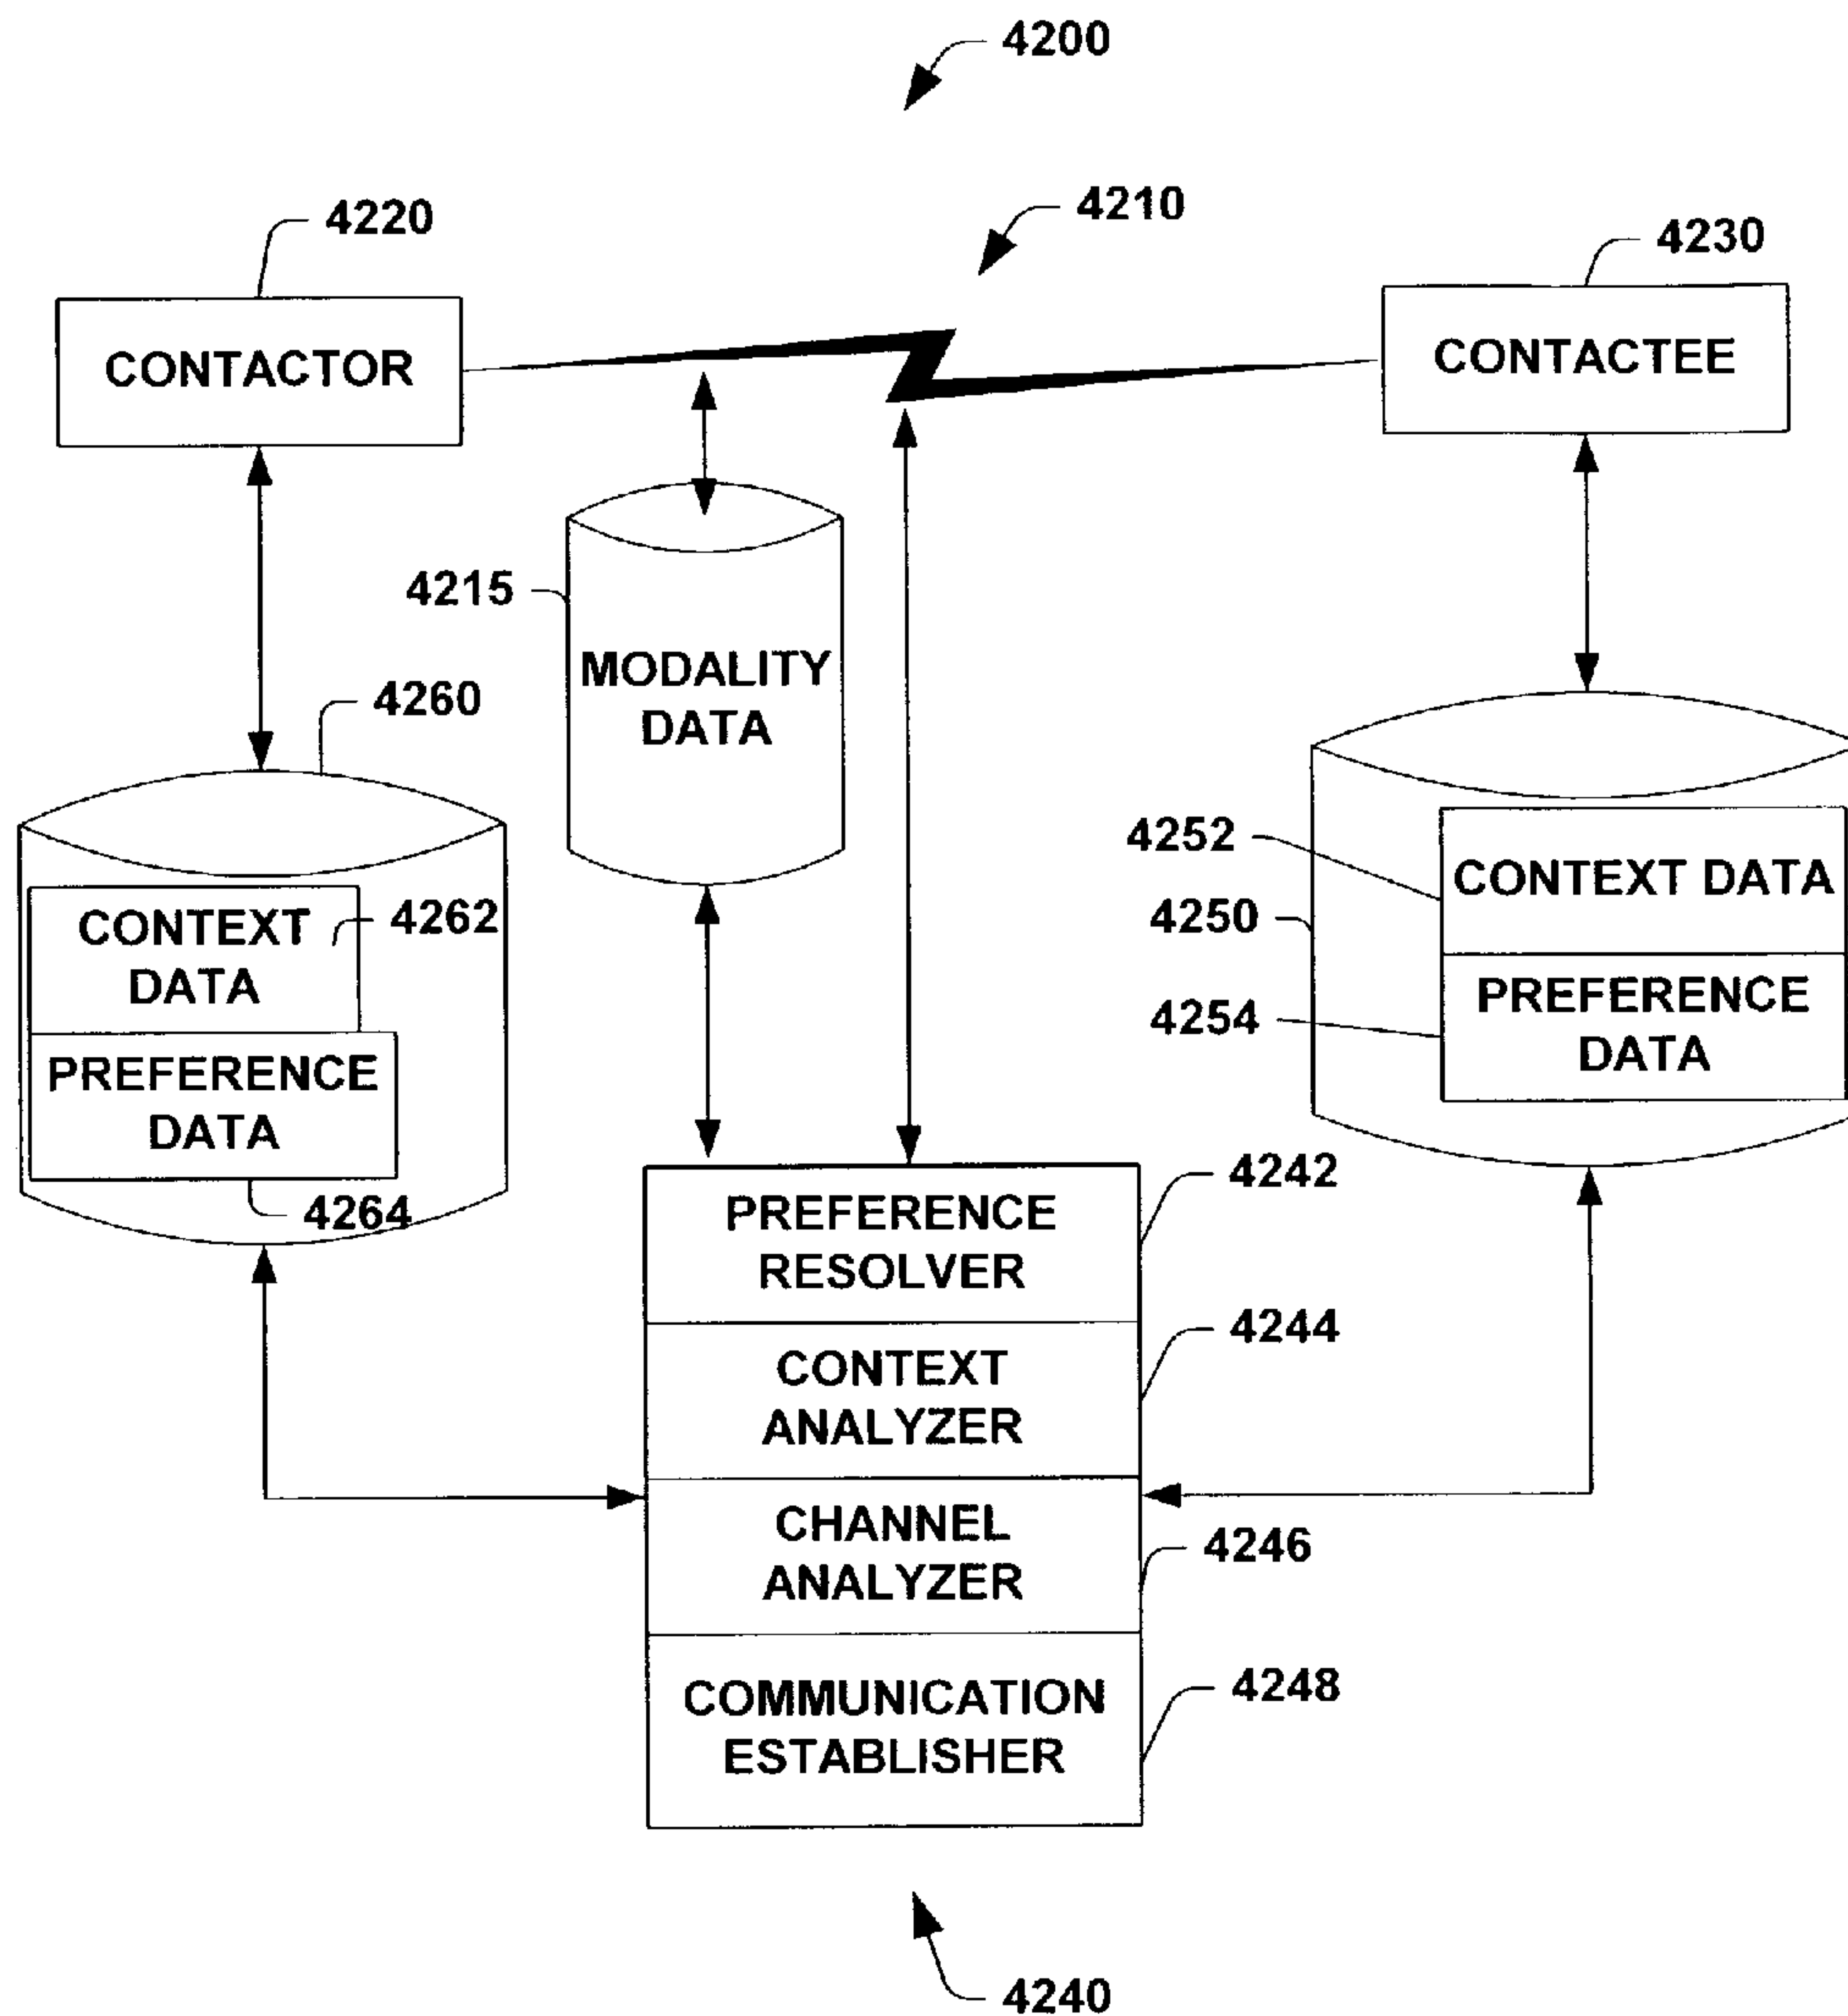 4200
4210
4220
4230
CONTACTOR
CONTACTEE
4215
MODALITY
DATA
4260
4252
CONTEXT DATA
4250
4262
CONTEXT
DATA
PREFERENCE
DATA
4254
PREFERENCE
DATA
4264
4242
PREFERENCE
RESOLVER
4244
CONTEXT
ANALYZER
CHANNEL
ANALYZER
4246
COMMUNICATION
ESTABLISHER
4248
4240